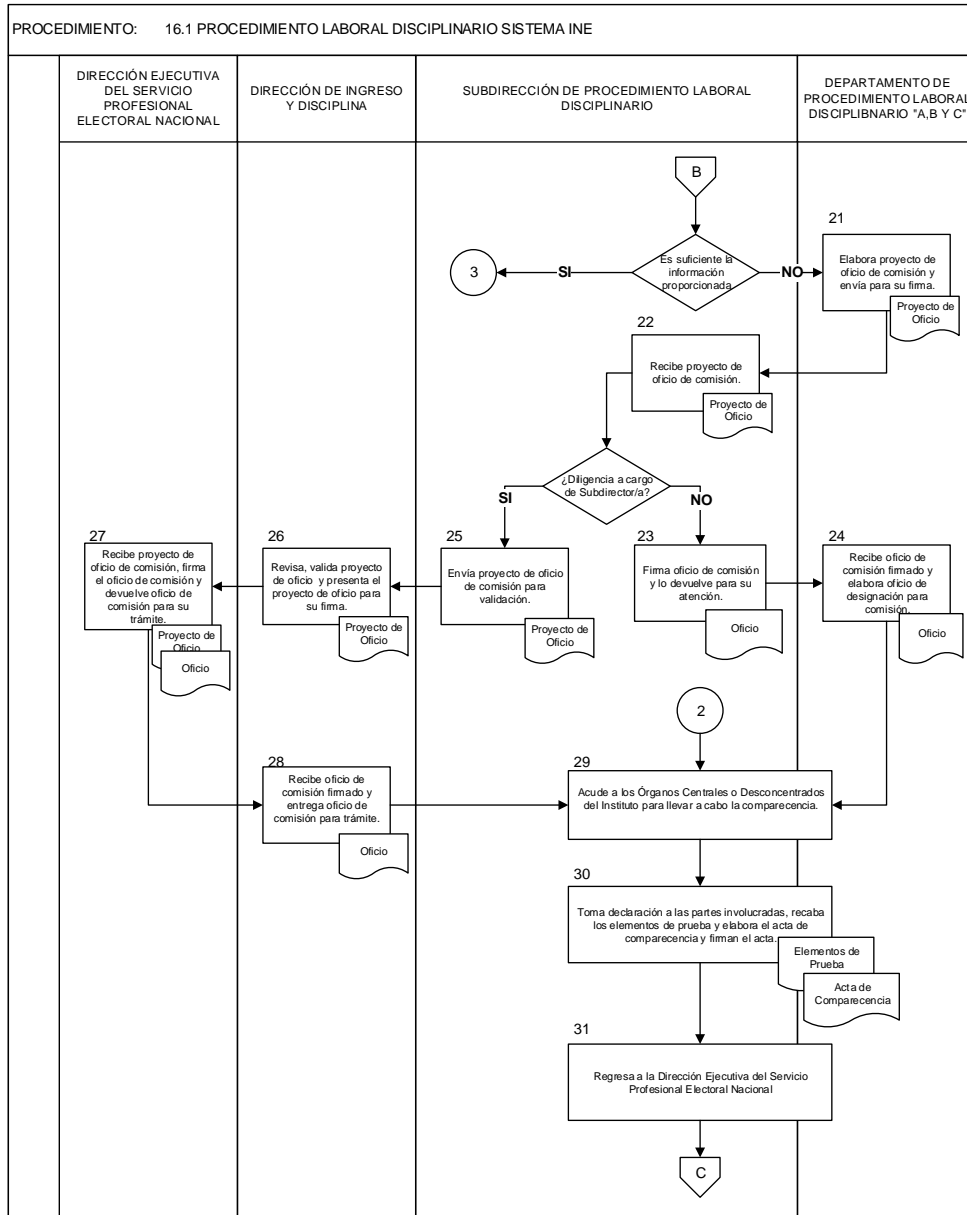 PROCEDIMIENTO: 16.1 PROCEDIMIENTO LABORAL DISCIPLINARIO SISTEMA INE
DIRECCIÓN EJECUTIVA
DEL SERVICIO
PROFESIONAL
ELECTORAL NACIONAL
DIRECCIÓN DE INGRESO
Y DISCIPLINA
SUBDIRECCIÓN DE PROCEDIMIENTO LABORAL
DISCIPLINARIO
DEPARTAMENTO DE
PROCEDIMIENTO LABORAL
DISCIPLIBNARIO "A,B Y C"
B
Es suficiente la
información
proporcionada
SI
3
NO
21
Elabora proyecto de
oficio de comisión y
envía para su firma.
Proyecto de
Oficio
22
Recibe proyecto de
oficio de comisión.
Proyecto de
Oficio
¿Diligencia a cargo
de Subdirector/a?
SI
NO
27
Recibe proyecto de
oficio de comisión, firma
el oficio de comisión y
devuelve oficio de
comisión para su
trámite.
Proyecto de
Oficio
Oficio
26
Revisa, valida proyecto
de oficio y presenta el
proyecto de oficio para
su firma.
Proyecto de
Oficio
25
Envía proyecto de oficio
de comisión para
validación.
Proyecto de
Oficio
23
Firma oficio de comisión
y lo devuelve para su
atención.
Oficio
24
Recibe oficio de
comisión firmado y
elabora oficio de
designación para
comisión.
Oficio
2
28
Recibe oficio de
comisión firmado y
entrega oficio de
comisión para trámite.
Oficio
29
Acude a los Órganos Centrales o Desconcentrados
del Instituto para llevar a cabo la comparecencia.
30
Toma declaración a las partes involucradas, recaba
los elementos de prueba y elabora el acta de
comparecencia y firman el acta.
Elementos de
Prueba
Acta de
Comparecencia
31
Regresa a la Dirección Ejecutiva del Servicio
Profesional Electoral Nacional
C